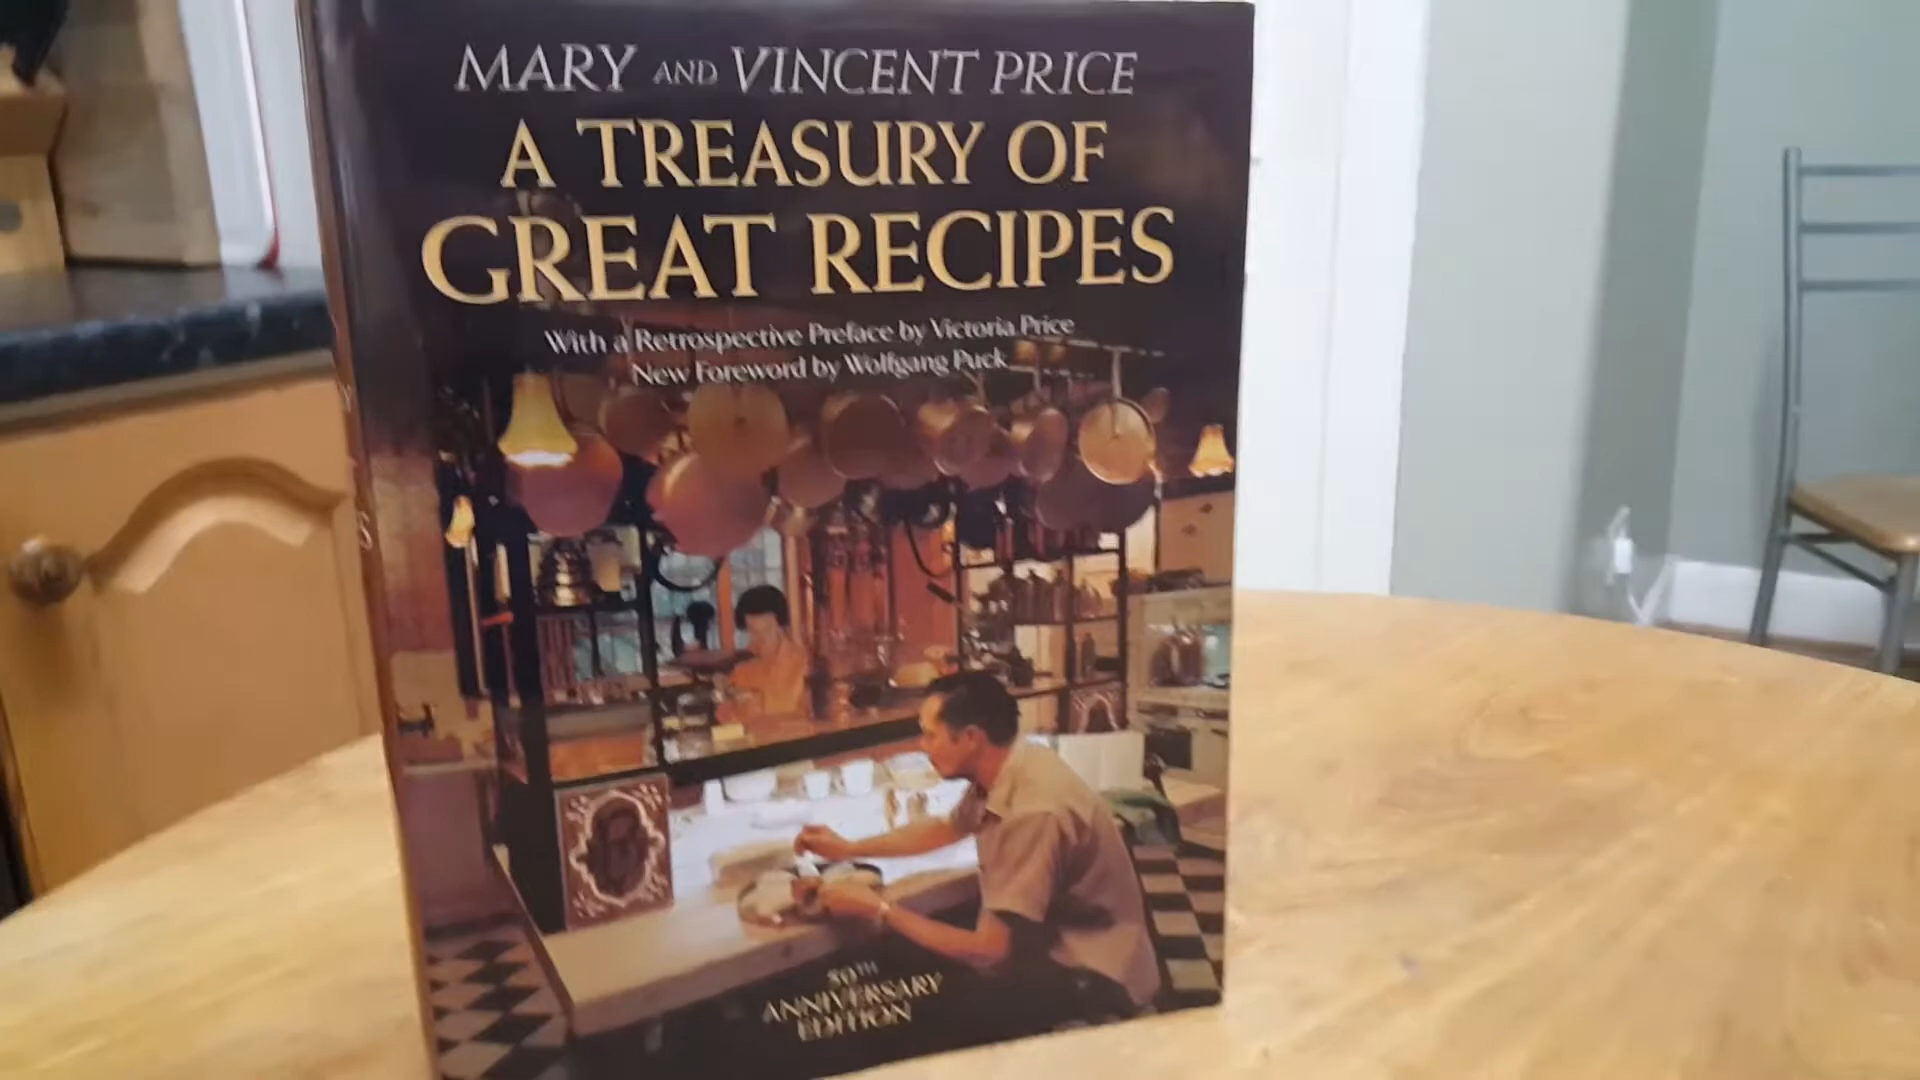 MARY AND VINCENT PRICE
A TREASURY OF
GREAT RECIPES
With a Retrospective Preface by Victoria Price
New Foreword by Wolfgang Puck
50TH
ANNIVERSARY
EDITION